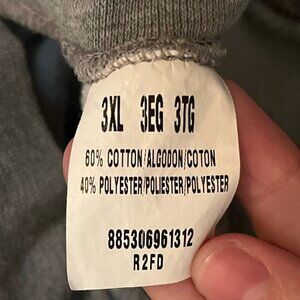 3XL 3EG 3TG
60% COTTON/ALGODON/COTON
40% POLYESTER/POLIESTER/POLYESTER
885306961312
R2FD